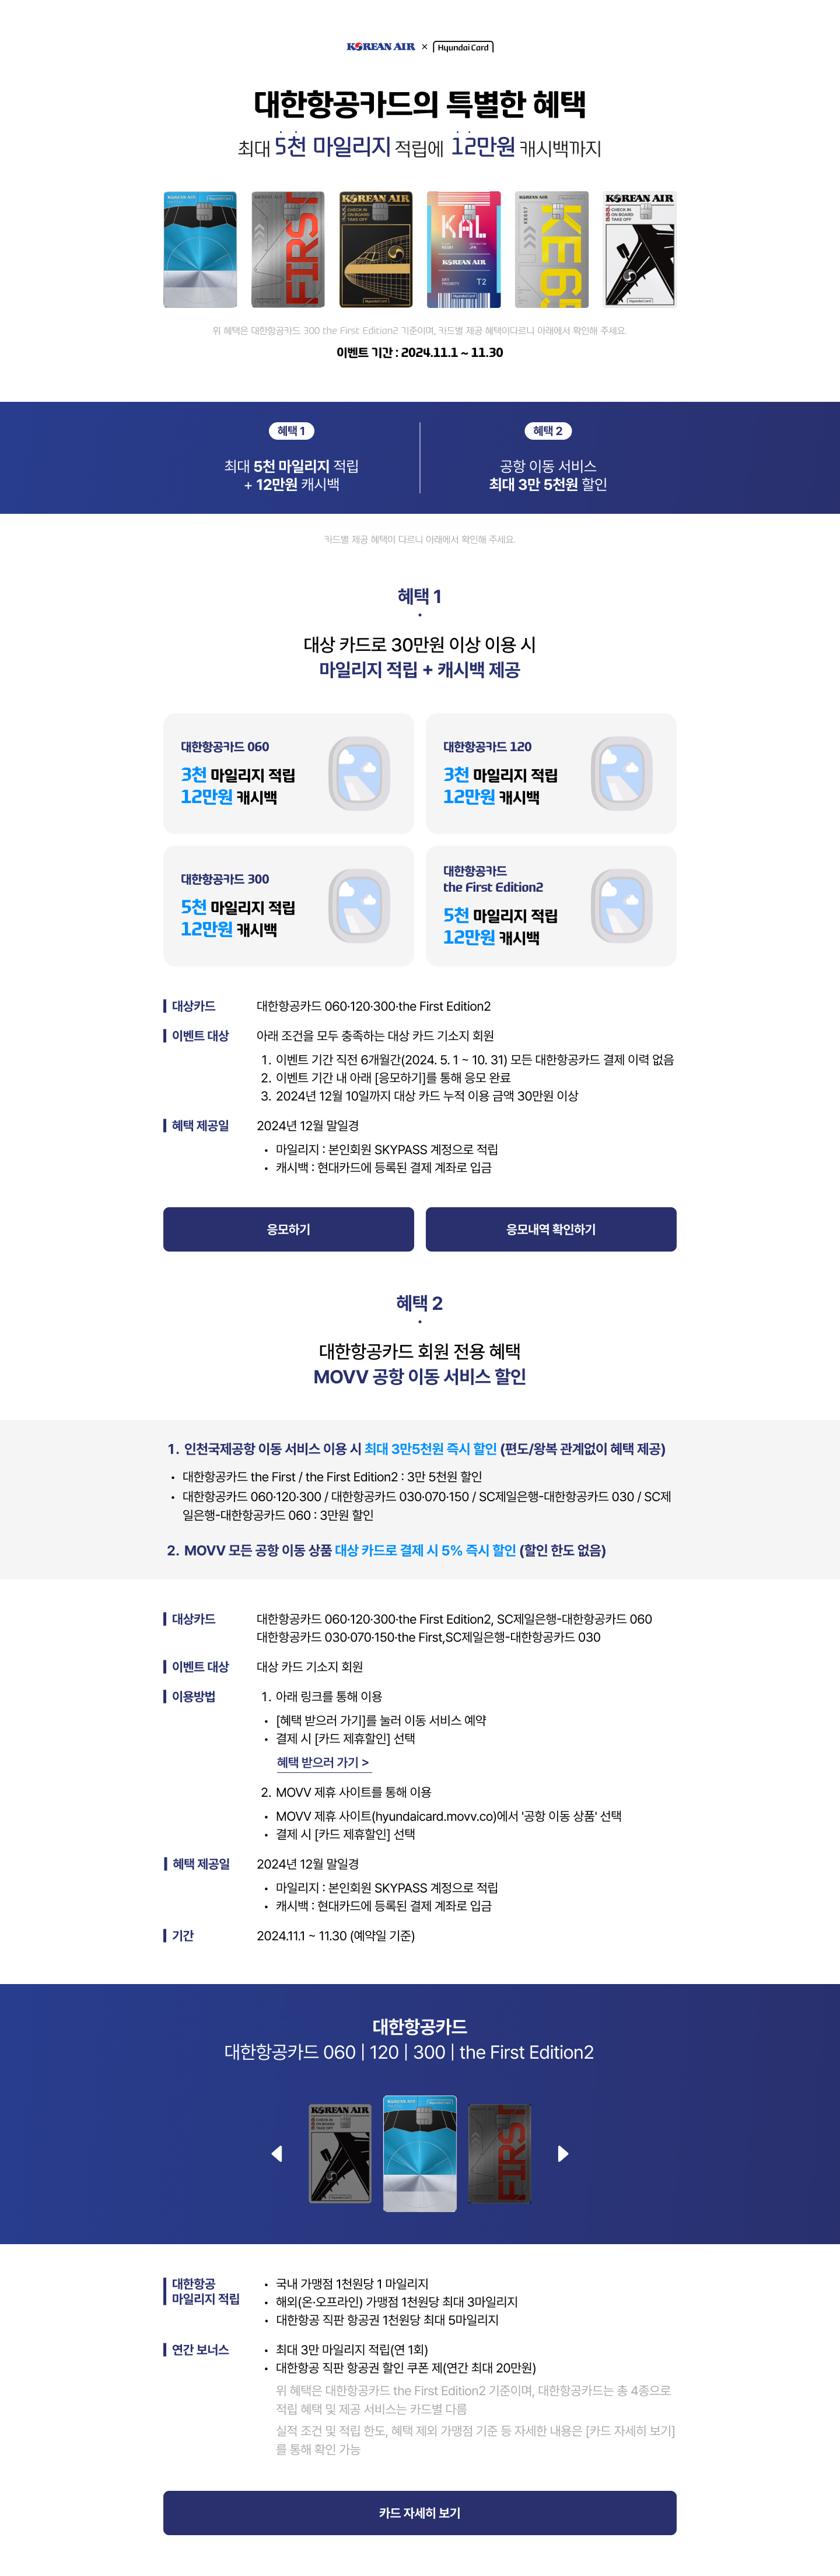 KOREAN AIR × HyundaiCard
대한항공카드의 특별한 혜택
최대 5천 마일리지 적립에 12만원 캐시백까지
KOREAN AIR
CHECK IN
ON BOARD
TAKE OFF
FIRST
KAL
KOREAN AIR
T2
HyundaiCard
KOREAN AIR
CHECK IN
ON BOARD
TAKE OFF
위 혜택은 대한항공카드 300 the First Edition2 기준이며, 카드별 제공 혜택이다르니 아래에서 확인해 주세요.
이벤트 기간 : 2024.11.1 ~ 11.30
혜택 1
최대 5천 마일리지 적립
+ 12만원 캐시백
혜택 2
공항 이동 서비스
최대 3만 5천원 할인
카드별 제공 혜택이 다르니 아래에서 확인해 주세요.
혜택 1
대상 카드로 30만원 이상 이용 시
마일리지 적립 + 캐시백 제공
대한항공카드 060
3천 마일리지 적립
12만원 캐시백
대한항공카드 120
3천 마일리지 적립
12만원 캐시백
대한항공카드 300
5천 마일리지 적립
12만원 캐시백
대한항공카드
the First Edition2
5천 마일리지 적립
12만원 캐시백
대상카드 대한항공카드 060·120·300·the First Edition2
이벤트 대상 아래 조건을 모두 충족하는 대상 카드 기소지 회원
1. 이벤트 기간 직전 6개월간(2024. 5. 1 ~ 10. 31) 모든 대한항공카드 결제 이력 없음
2. 이벤트 기간 내 아래 [응모하기]를 통해 응모 완료
3. 2024년 12월 10일까지 대상 카드 누적 이용 금액 30만원 이상
혜택 제공일 2024년 12월 말일경
• 마일리지 : 본인회원 SKYPASS 계정으로 적립
• 캐시백 : 현대카드에 등록된 결제 계좌로 입금
응모하기
응모내역 확인하기
혜택 2
대한항공카드 회원 전용 혜택
MOVV 공항 이동 서비스 할인
1. 인천국제공항 이동 서비스 이용 시 최대 3만5천원 즉시 할인 (편도/왕복 관계없이 혜택 제공)
• 대한항공카드 the First / the First Edition2 : 3만 5천원 할인
• 대한항공카드 060·120·300 / 대한항공카드 030·070·150 / SC제일은행-대한항공카드 030 / SC제
일은행-대한항공카드 060 : 3만원 할인
2. MOVV 모든 공항 이동 상품 대상 카드로 결제 시 5% 즉시 할인 (할인 한도 없음)
대상카드 대한항공카드 060·120·300·the First Edition2, SC제일은행-대한항공카드 060
대한항공카드 030·070·150·the First,SC제일은행-대한항공카드 030
이벤트 대상 대상 카드 기소지 회원
이용방법 1. 아래 링크를 통해 이용
• [혜택 받으러 가기]를 눌러 이동 서비스 예약
• 결제 시 [카드 제휴할인] 선택
혜택 받으러 가기 >
2. MOVV 제휴 사이트를 통해 이용
• MOVV 제휴 사이트(hyundaicard.movv.co)에서 '공항 이동 상품' 선택
• 결제 시 [카드 제휴할인] 선택
혜택 제공일 2024년 12월 말일경
• 마일리지 : 본인회원 SKYPASS 계정으로 적립
• 캐시백 : 현대카드에 등록된 결제 계좌로 입금
기간 2024.11.1 ~ 11.30 (예약일 기준)
대한항공카드
대한항공카드 060 | 120 | 300 | the First Edition2
KOREAN AIR
CHECK IN
ON BOARD
TAKE OFF
FIRST
대한항공
마일리지 적립
• 국내 가맹점 1천원당 1 마일리지
• 해외(온·오프라인) 가맹점 1천원당 최대 3마일리지
• 대한항공 직판 항공권 1천원당 최대 5마일리지
연간 보너스 • 최대 3만 마일리지 적립(연 1회)
• 대한항공 직판 항공권 할인 쿠폰 제(연간 최대 20만원)
위 혜택은 대한항공카드 the First Edition2 기준이며, 대한항공카드는 총 4종으로
적립 혜택 및 제공 서비스는 카드별 다름
실적 조건 및 적립 한도, 혜택 제외 가맹점 기준 등 자세한 내용은 [카드 자세히 보기]
를 통해 확인 가능
카드 자세히 보기